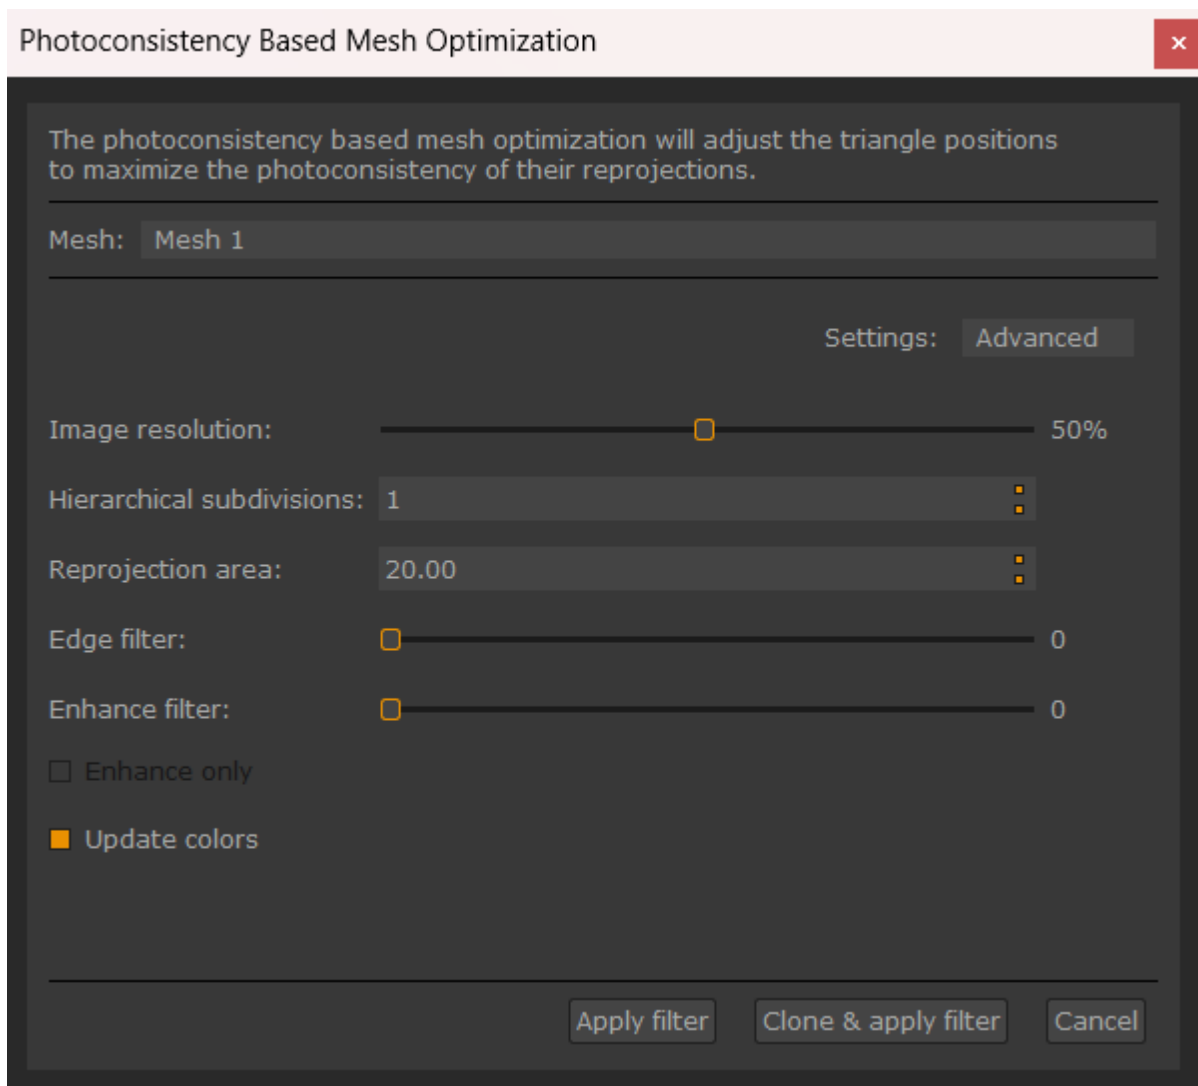 Photoconsistency Based Mesh Optimization
The photoconsistency based mesh optimization will adjust the triangle positions
to maximize the photoconsistency of their reprojections.
Mesh: Mesh 1
Settings: Advanced
Image resolution: 50%
Hierarchical subdivisions: 1
Reprojection area: 20.00
Edge filter: 0
Enhance filter: 0
Enhance only
Update colors
Apply filter Clone & apply filter Cancel